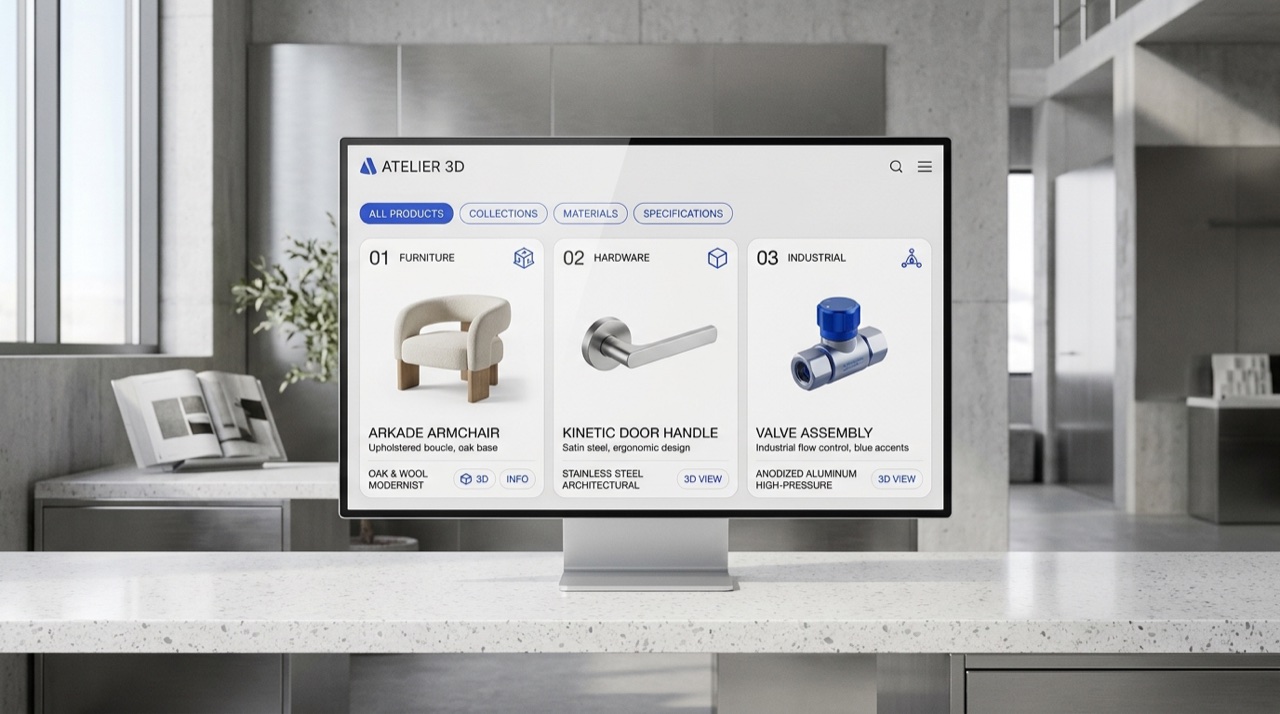 ATELIER 3D
ALL PRODUCTS
COLLECTIONS
MATERIALS
SPECIFICATIONS
01 FURNITURE
ARKADE ARMCHAIR
Upholstered boucle, oak base
OAK & WOOL
MODERNIST
3D
INFO
02 HARDWARE
KINETIC DOOR HANDLE
Satin steel, ergonomic design
STAINLESS STEEL
ARCHITECTURAL
3D VIEW
03 INDUSTRIAL
VALVE ASSEMBLY
Industrial flow control, blue accents
ANODIZED ALUMINUM
HIGH-PRESSURE
3D VIEW